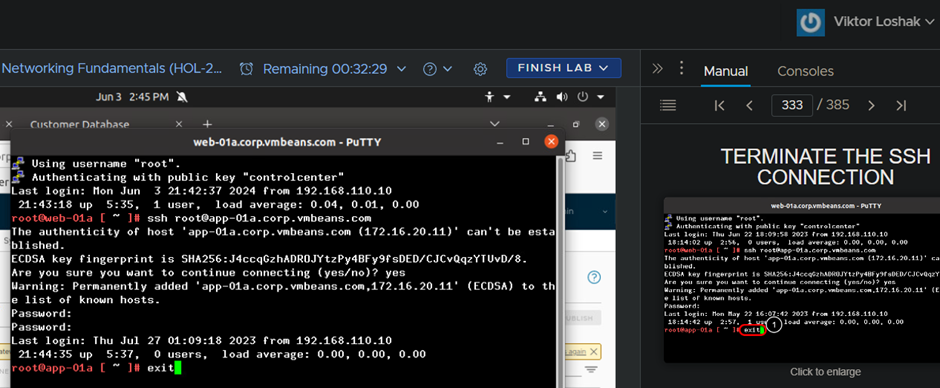 Viktor Loshak
Networking Fundamentals (HOL-2...
Remaining 00:32:29
FINISH LAB
Manual
Consoles
Jun 3 2:45 PM
333 / 385
Customer Database
web-01a.corp.vmbeans.com - PuTTY
Using username "root".
Authenticating with public key "controlcenter"
Last login: Mon Jun  3 21:42:37 2024 from 192.168.110.10
21:43:18 up  5:35,  1 user,  load average: 0.04, 0.01, 0.00
root@web-01a [ ~ ]# ssh root@app-01a.corp.vmbeans.com
The authenticity of host 'app-01a.corp.vmbeans.com (172.16.20.11)' can't be esta
blished.
ECDSA key fingerprint is SHA256:J4ccqGzhADROJYtzPy4BFy9fsDED/CJCvQqzYTUvD/8.
Are you sure you want to continue connecting (yes/no)? yes
Warning: Permanently added 'app-01a.corp.vmbeans.com,172.16.20.11' (ECDSA) to th
e list of known hosts.
Password:
Password:
Last login: Thu Jul 27 01:09:18 2023 from 192.168.110.10
21:44:35 up  5:37,  0 users,  load average: 0.00, 0.00, 0.00
root@app-01a [ ~ ]# exit
again
TERMINATE THE SSH
CONNECTION
web-01a.corp.vmbeans.com - PuTTY
Using username "root".
Authenticating with public key "controlcenter"
Last login: Thu Jun 22 18:09:58 2023 from 192.168.110.10
18:14:02 up  2:56,  0 users,  load average: 0.00, 0.00, 0.00
root@web-01a [ ~ ]# ssh root@app-01a.corp.vmbeans.com
The authenticity of host 'app-01a.corp.vmbeans.com (172.16.20.11)' can't
blished.
ECDSA key fingerprint is SHA256:J4ccqGzhADROJYtzPy4BFy9fsDED/CJCvQqzYTUvD
Are you sure you want to continue connecting (yes/no)? yes
Warning: Permanently added 'app-01a.corp.vmbeans.com,172.16.20.11' (ECDSA
e list of known hosts.
Password:
Last login: Mon May 22 16:07:42 2023 from 192.168.110.10
18:14:42 up  2:57,  1 load average: 0.00, 0.00, 0.00
root@app-01a [ ~ ]# exit
1
Click to enlarge